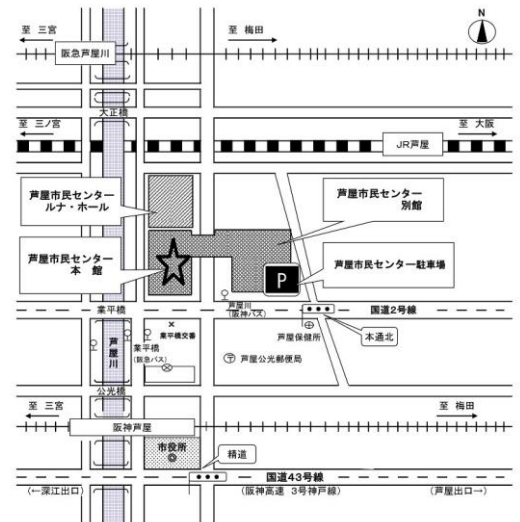 至 三宮
至 梅田
N
阪急芦屋川
大正橋
至 三ノ宮
至 大阪
JR芦屋
芦屋市民センター
ルナ・ホール
芦屋市民センター
別館
芦屋市民センター
本 館
芦屋市民センター駐車場
P
業平橋
芦屋川
(阪神バス)
国道2号線
芦屋川
業平橋
(阪急バス)
業平橋交番
芦屋保健所
本通北
芦屋公光郵便局
公光橋
至 三宮
至 梅田
阪神芦屋
市役所
精道
国道43号線
(←深江出口)
(阪神高速 3号神戸線)
(芦屋出口→)